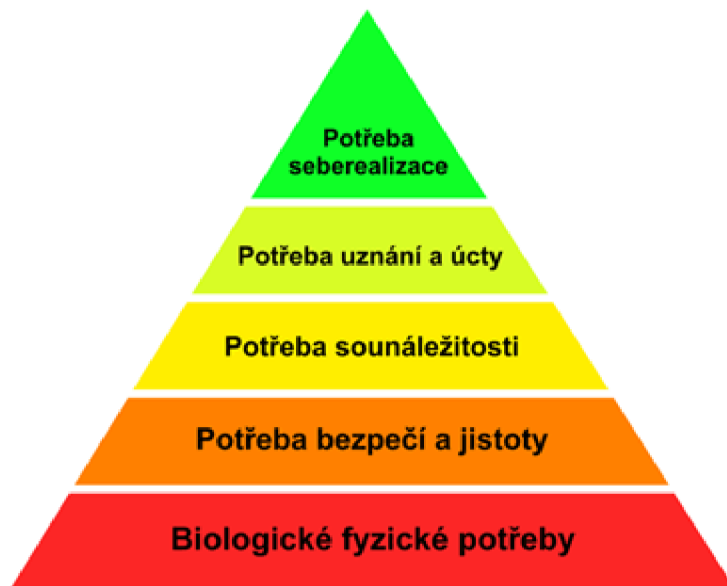 Potřeba
seberealizace
Potřeba uznání a úcty
Potřeba sounáležitosti
Potřeba bezpečí a jistoty
Biologické fyzické potřeby